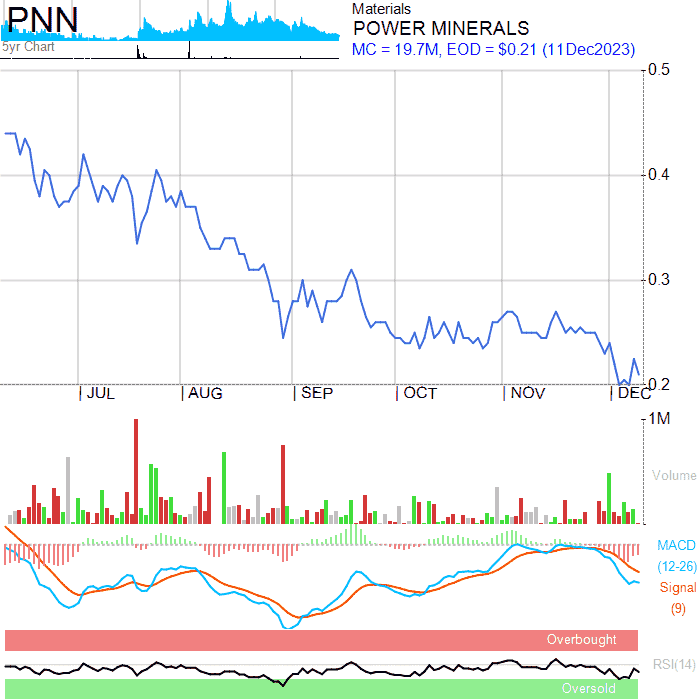 PNN
5yr Chart
Materials
POWER MINERALS
MC = 19.7M, EOD = $0.21 (11Dec2023)
0.5
0.4
0.3
0.2
JUL AUG SEP OCT NOV DEC
1M
Volume
MACD
(12-26)
Signal
(9)
Overbought
RSI(14)
Oversold